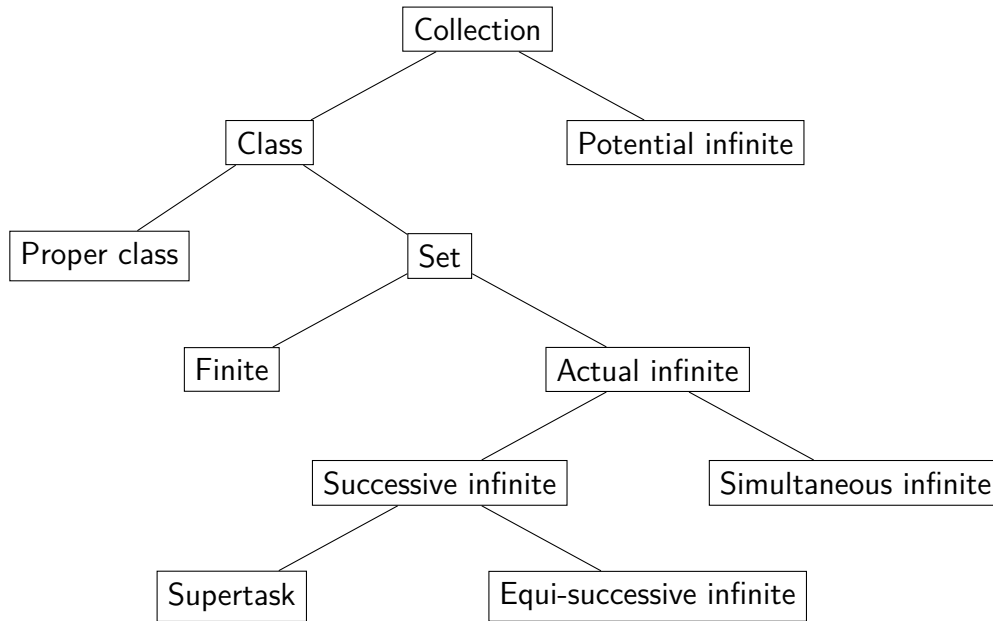 Collection
Class
Potential infinite
Proper class
Set
Finite
Actual infinite
Successive infinite
Simultaneous infinite
Supertask
Equi-successive infinite